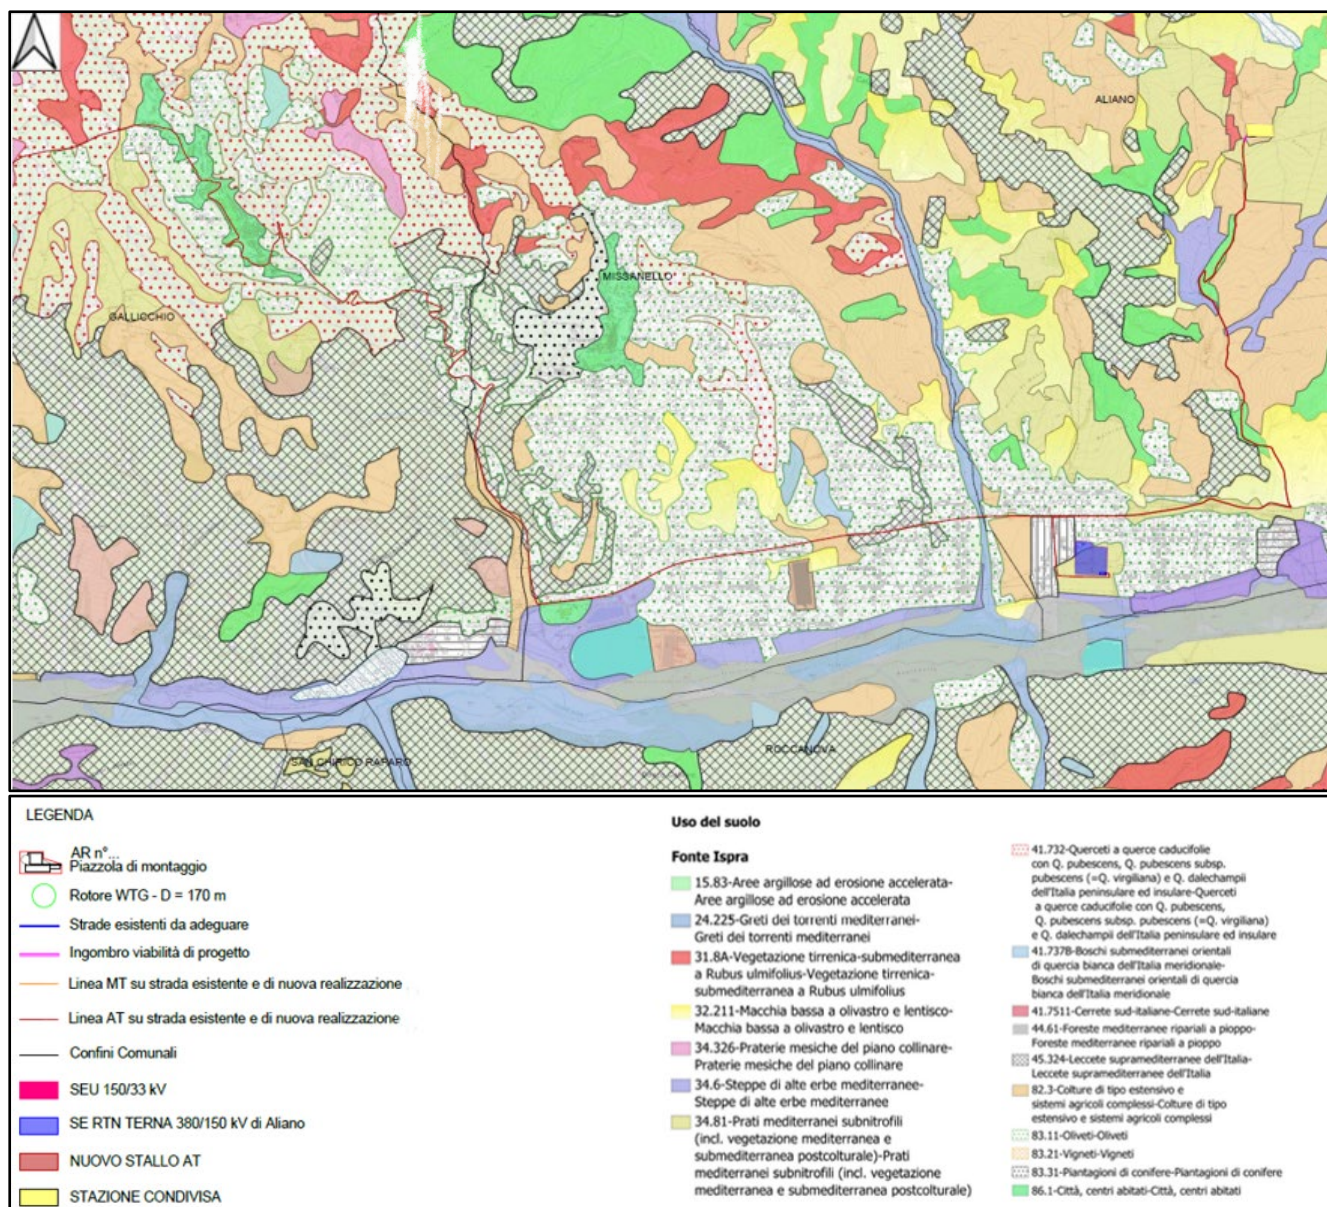 ALIANO
MISSANELLO
GALLICCHIO
ROCCANOVA
SAN CHIRICO RAPARO
LEGENDA
AR n°...
Piazzola di montaggio
Rotore WTG - D = 170 m
Strade esistenti da adeguare
Ingombro viabilità di progetto
Linea MT su strada esistente e di nuova realizzazione
Linea AT su strada esistente e di nuova realizzazione
Confini Comunali
SEU 150/33 kV
SE RTN TERNA 380/150 kV di Aliano
NUOVO STALLO AT
STAZIONE CONDIVISA
Uso del suolo
Fonte Ispra
15.83-Aree argillose ad erosione accelerata-
Aree argillose ad erosione accelerata
24.225-Greti dei torrenti mediterranei-
Greti dei torrenti mediterranei
31.8A-Vegetazione tirrenica-submediterranea
a Rubus ulmifolius-Vegetazione tirrenica-
submediterranea a Rubus ulmifolius
32.211-Macchia bassa a olivastro e lentisco-
Macchia bassa a olivastro e lentisco
34.326-Praterie mesiche del piano collinare-
Praterie mesiche del piano collinare
34.6-Steppe di alte erbe mediterranee-
Steppe di alte erbe mediterranee
34.81-Prati mediterranei subnitrofili
(incl. vegetazione mediterranea e
submediterranea postcolturale)-Prati
mediterranei subnitrofili (incl. vegetazione
mediterranea e submediterranea postcolturale)
41.732-Querceti a querce caducifolie
con Q. pubescens, Q. pubescens subsp.
pubescens (=Q. virgiliana) e Q. dalechampii
dell'Italia peninsulare ed insulare-Querceti
a querce caducifolie con Q. pubescens,
Q. pubescens subsp. pubescens (=Q. virgiliana)
e Q. dalechampii dell'Italia peninsulare ed insulare
41.737B-Boschi submediterranei orientali
di quercia bianca dell'Italia meridionale-
Boschi submediterranei orientali di quercia
bianca dell'Italia meridionale
41.7511-Cerrete sud-italiane-Cerrete sud-italiane
44.61-Foreste mediterranee ripariali a pioppo-
Foreste mediterranee ripariali a pioppo
45.324-Leccete supramediterranee dell'Italia-
Leccete supramediterranee dell'Italia
82.3-Colture di tipo estensivo e
sistemi agricoli complessi-Colture di tipo
estensivo e sistemi agricoli complessi
83.11-Oliveti-Oliveti
83.21-Vigneti-Vigneti
83.31-Piantagioni di conifere-Piantagioni di conifere
86.1-Città, centri abitati-Città, centri abitati